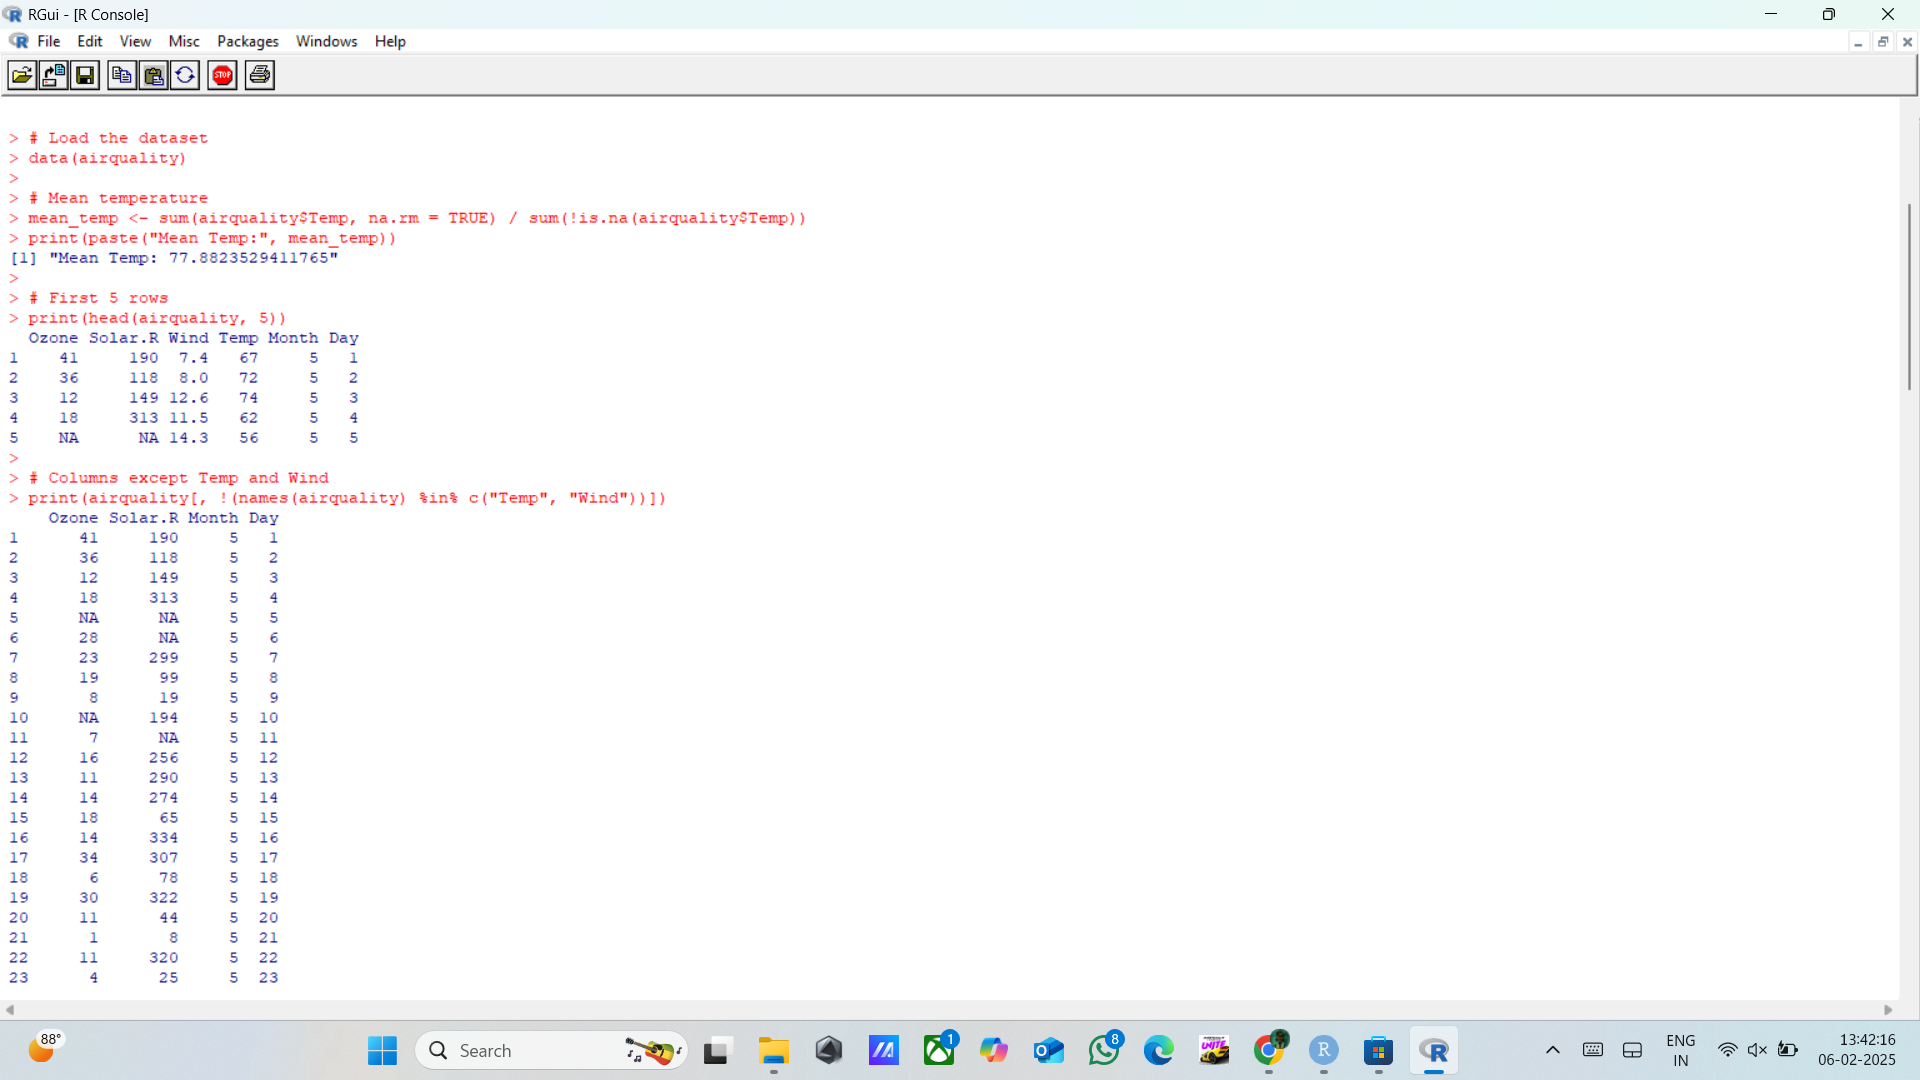 RGui - [R Console]
File Edit View Misc Packages Windows Help
STOP
> # Load the dataset
> data(airquality)
>
> # Mean temperature
> mean_temp <- sum(airquality$Temp, na.rm = TRUE) / sum(!is.na(airquality$Temp))
> print(paste("Mean Temp:", mean_temp))
[1] "Mean Temp: 77.8823529411765"
>
> # First 5 rows
> print(head(airquality, 5))
  Ozone Solar.R Wind Temp Month Day
1    41     190  7.4   67     5   1
2    36     118  8.0   72     5   2
3    12     149 12.6   74     5   3
4    18     313 11.5   62     5   4
5    NA      NA 14.3   56     5   5
>
> # Columns except Temp and Wind
> print(airquality[, !(names(airquality) %in% c("Temp", "Wind"))])
    Ozone Solar.R Month Day
1      41     190     5   1
2      36     118     5   2
3      12     149     5   3
4      18     313     5   4
5      NA      NA     5   5
6      28      NA     5   6
7      23     299     5   7
8      19      99     5   8
9       8      19     5   9
10     NA     194     5  10
11      7      NA     5  11
12     16     256     5  12
13     11     290     5  13
14     14     274     5  14
15     18      65     5  15
16     14     334     5  16
17     34     307     5  17
18      6      78     5  18
19     30     322     5  19
20     11      44     5  20
21      1       8     5  21
22     11     320     5  22
23      4      25     5  23
88°
Search
1
8
ENG
IN
13:42:16
06-02-2025